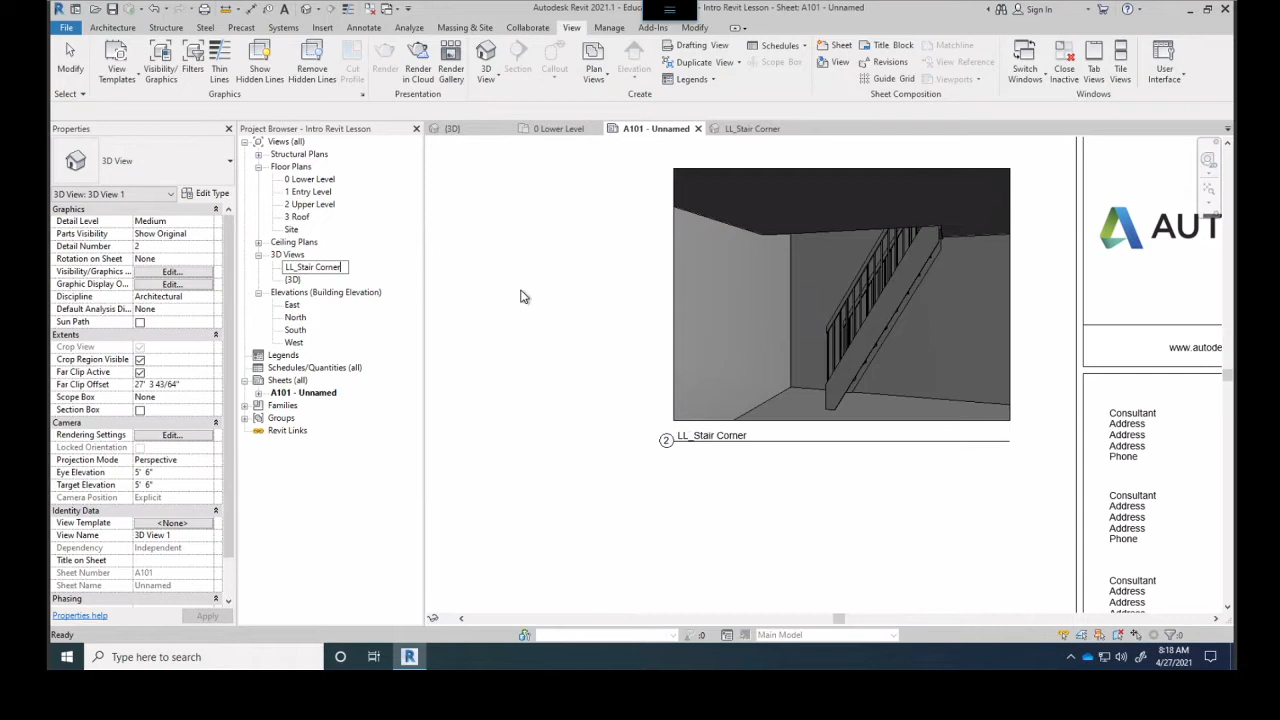 Autodesk Revit 2021.1 - Educa
- Intro Revit Lesson - Sheet: A101 - Unnamed
Sign In
File Architecture Structure Steel Precast Systems Insert Annotate Analyze Massing & Site Collaborate View Manage Add-Ins Modify
Modify
View Templates
Visibility/ Graphics
Filters
Thin Lines
Show Hidden Lines
Remove Hidden Lines
Cut Profile
Render
Render in Cloud
Render Gallery
3D View
Section
Callout
Plan Views
Elevation
Drafting View
Duplicate View
Legends
Schedules
Scope Box
Sheet
View
Title Block
Revisions
Guide Grid
Matchline
View Reference
Viewports
Switch Windows
Close Inactive
Tab Views
Tile Views
User Interface
Select
Graphics
Presentation
Create
Sheet Composition
Windows
Properties
3D View
3D View: 3D View 1
Edit Type
Graphics
Detail Level Medium
Parts Visibility Show Original
Detail Number 2
Rotation on Sheet None
Visibility/Graphics ... Edit...
Graphic Display O... Edit...
Discipline Architectural
Default Analysis Di... None
Sun Path
Extents
Crop View
Crop Region Visible
Far Clip Active
Far Clip Offset 27' 3 43/64"
Scope Box None
Section Box
Camera
Rendering Settings Edit...
Locked Orientation
Projection Mode Perspective
Eye Elevation 5' 6"
Target Elevation 5' 6"
Camera Position Explicit
Identity Data
View Template <None>
View Name 3D View 1
Dependency Independent
Title on Sheet
Sheet Number A101
Sheet Name Unnamed
Phasing
Properties help
Apply
Project Browser - Intro Revit Lesson
Views (all)
Structural Plans
Floor Plans
0 Lower Level
1 Entry Level
2 Upper Level
3 Roof
Site
Ceiling Plans
3D Views
LL_Stair Corner
{3D}
Elevations (Building Elevation)
East
North
South
West
Legends
Schedules/Quantities (all)
Sheets (all)
A101 - Unnamed
Families
Groups
Revit Links
{3D}
0 Lower Level
A101 - Unnamed
LL_Stair Corner
2 LL_Stair Corner
AUT
www.autode
Consultant
Address
Address
Address
Phone
Consultant
Address
Address
Address
Phone
Consultant
Address
Address
Ready
:0
Main Model
:0
Type here to search
8:18 AM
4/27/2021